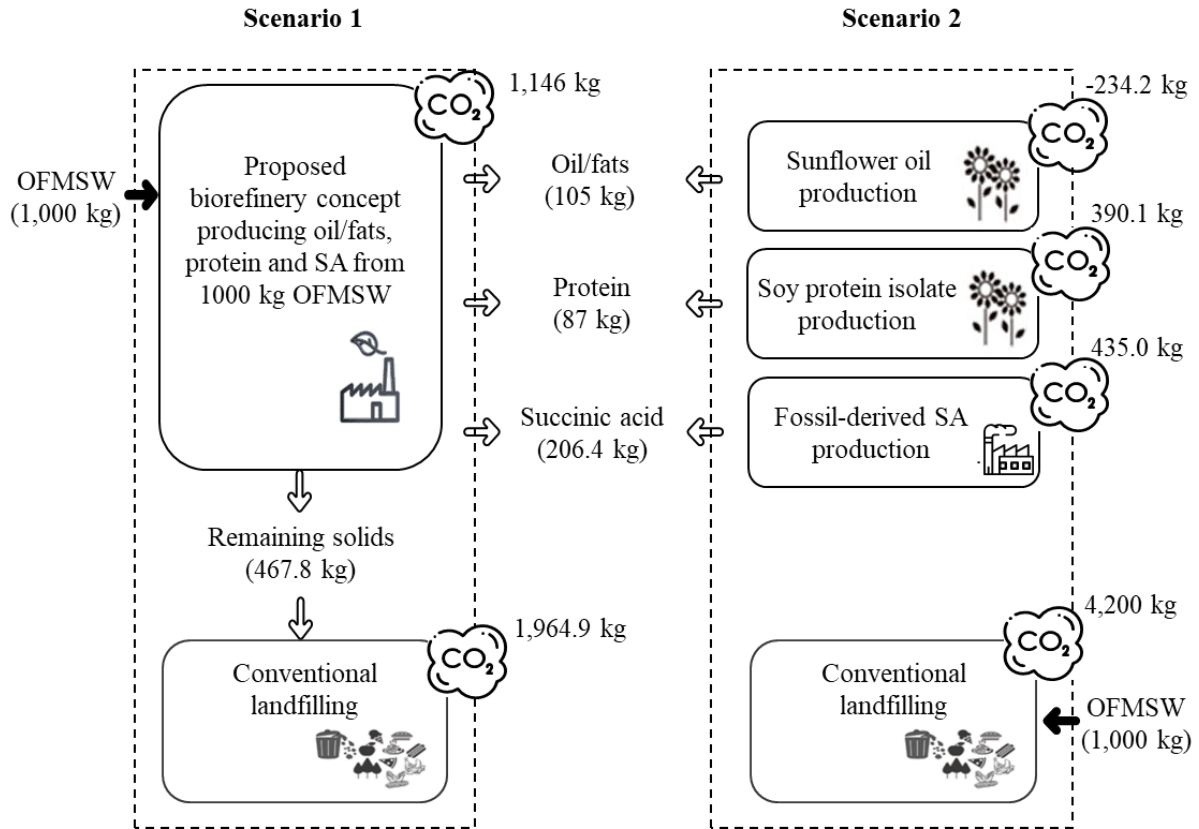 Scenario 1
Scenario 2
1,146 kg
-234.2 kg
CO2
CO2
OFMSW
(1,000 kg)
Proposed
biorefinery concept
producing oil/fats,
protein and SA from
1000 kg OFMSW
Oil/fats
(105 kg)
Sunflower oil
production
390.1 kg
CO2
Protein
(87 kg)
Soy protein isolate
production
435.0 kg
CO2
Succinic acid
(206.4 kg)
Fossil-derived SA
production
Remaining solids
(467.8 kg)
1,964.9 kg
CO2
Conventional
landfilling
4,200 kg
CO2
Conventional
landfilling
OFMSW
(1,000 kg)